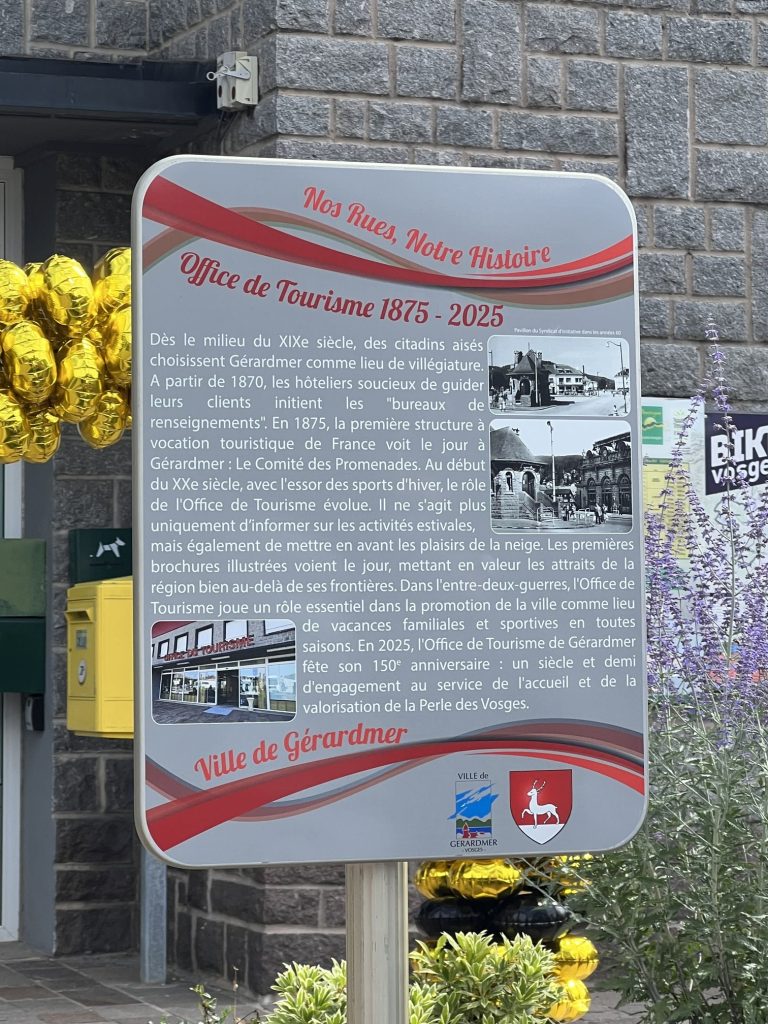 Nos Rues, Notre Histoire
Office de Tourisme 1875 - 2025
Pavillon du Syndicat d'initiative dans les années 60
Dès le milieu du XIXe siècle, des citadins aisés
choisissent Gérardmer comme lieu de villégiature.
A partir de 1870, les hôteliers soucieux de guider
leurs clients initient les "bureaux de
renseignements". En 1875, la première structure à
vocation touristique de France voit le jour à
Gérardmer : Le Comité des Promenades. Au début
du XXe siècle, avec l'essor des sports d'hiver, le rôle
de l'Office de Tourisme évolue. Il ne s'agit plus
uniquement d'informer sur les activités estivales,
mais également de mettre en avant les plaisirs de la neige. Les premières
brochures illustrées voient le jour, mettant en valeur les attraits de la
région bien au-delà de ses frontières. Dans l'entre-deux-guerres, l'Office de
Tourisme joue un rôle essentiel dans la promotion de la ville comme lieu
de vacances familiales et sportives en toutes
saisons. En 2025, l'Office de Tourisme de Gérardmer
fête son 150e anniversaire : un siècle et demi
d'engagement au service de l'accueil et de la
valorisation de la Perle des Vosges.
OFFICE DU TOURISME
Ville de Gérardmer
VILLE de
GERARDMER
- VOSGES -
BIK
vosge